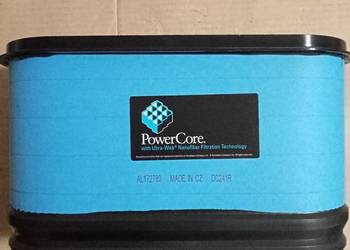 PowerCore.
with Ultra-Web® Nanofiber Filtration Technology
AL172780 MADE IN CZ DC241R